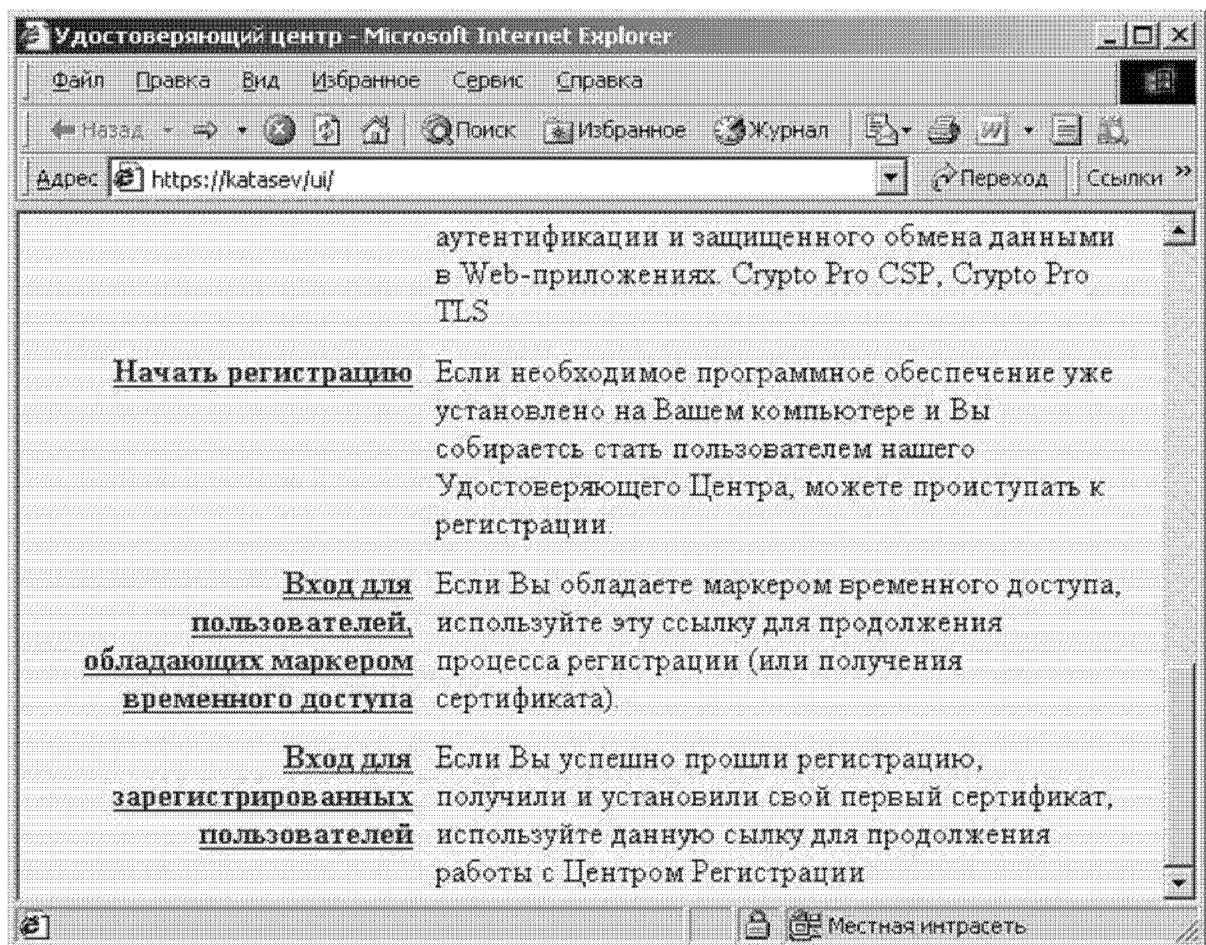 Удостоверяющий центр - Microsoft Internet Explorer
Файл Правка Вид Избранное Сервис Справка
Назад Поиск Избранное Журнал
Адрес https://katasev/ui/ Переход Ссылки »
аутентификации и защищенного обмена данными
в Web-приложениях. Crypto Pro CSP, Crypto Pro
TLS
Начать регистрацию Если необходимое программное обеспечение уже
установлено на Вашем компьютере и Вы
собираетсь стать пользователем нашего
Удостоверяющего Центра, можете проиступать к
регистрации.
Вход для Если Вы обладаете маркером временного доступа,
пользователей, используйте эту ссылку для продолжения
обладающих маркером процесса регистрации (или получения
временного доступа сертификата).
Вход для Если Вы успешно прошли регистрацию,
зарегистрированных получили и установили свой первый сертификат,
пользователей используйте данную сылку для продолжения
работы с Центром Регистрации
Местная интрасеть